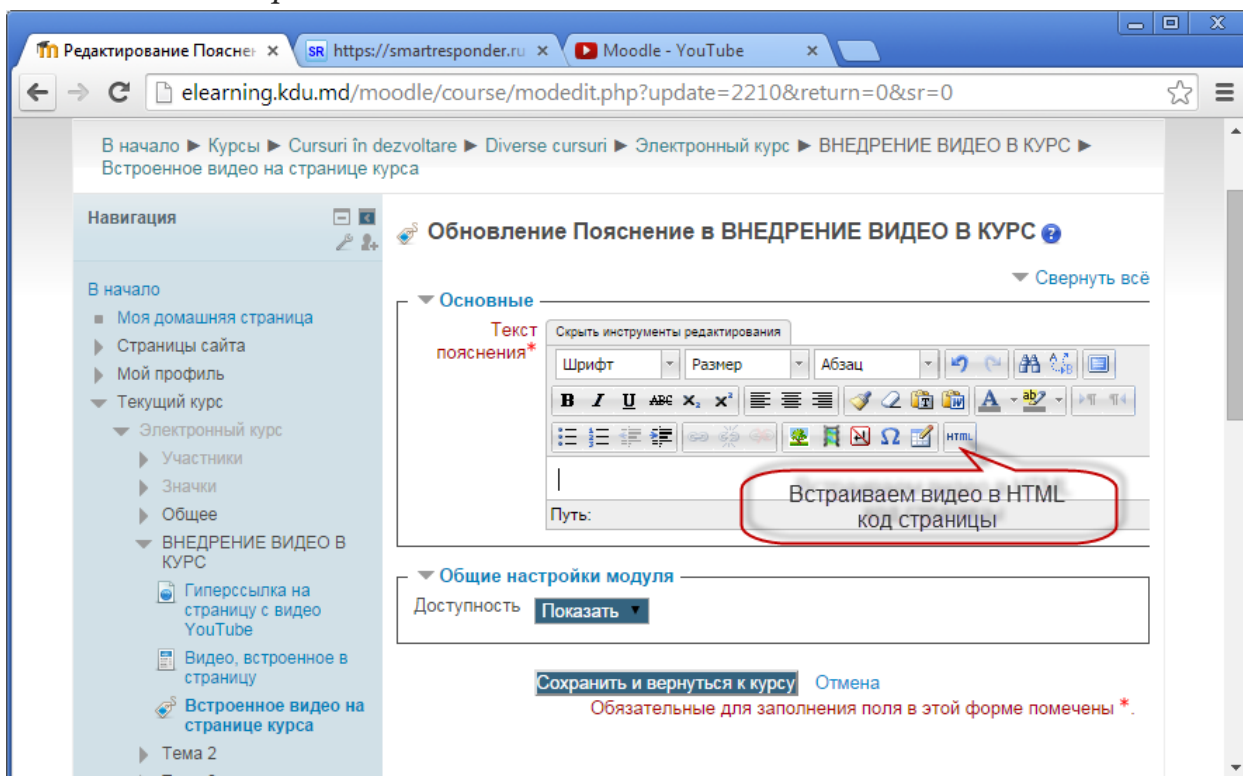 Редактирование Поясне
SR https://smartresponder.ru
Moodle - YouTube
elearning.kdu.md/moodle/course/modedit.php?update=2210&return=0&sr=0
В начало ► Курсы ► Cursuri în dezvoltare ► Diverse cursuri ► Электронный курс ► ВНЕДРЕНИЕ ВИДЕО В КУРС ►
Встроенное видео на странице курса
Навигация
Обновление Пояснение в ВНЕДРЕНИЕ ВИДЕО В КУРС
Свернуть всё
В начало
Моя домашняя страница
Страницы сайта
Мой профиль
Текущий курс
Электронный курс
Участники
Значки
Общее
ВНЕДРЕНИЕ ВИДЕО В
КУРС
Гиперссылка на
страницу с видео
YouTube
Видео, встроенное в
страницу
Встроенное видео на
странице курса
Тема 2
Основные
Текст
пояснения*
Скрыть инструменты редактирования
Шрифт Размер Абзац
B I U ABC X₂ X²
HTML
Путь:
Встраиваем видео в HTML
код страницы
Общие настройки модуля
Доступность Показать
Сохранить и вернуться к курсу Отмена
Обязательные для заполнения поля в этой форме помечены *.